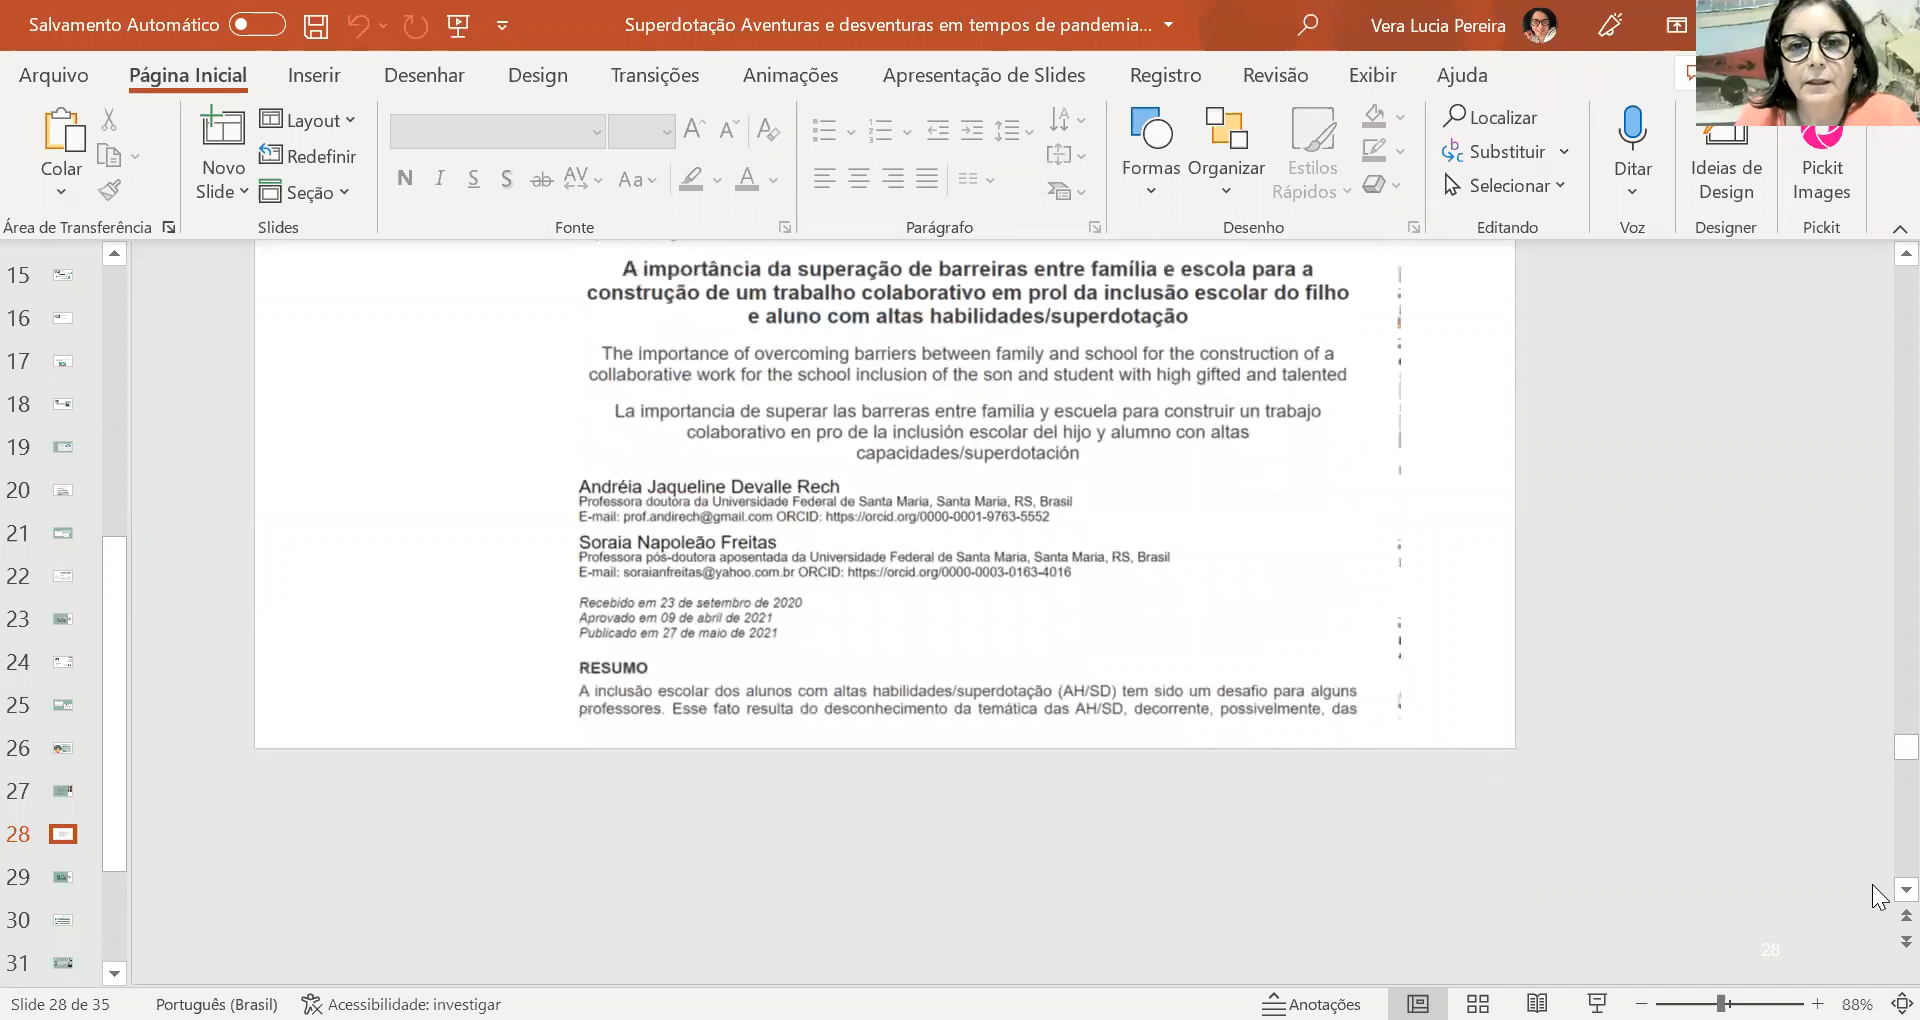 Salvamento Automático
Superdotação Aventuras e desventuras em tempos de pandemia...
Vera Lucia Pereira
Arquivo Página Inicial Inserir Desenhar Design Transições Animações Apresentação de Slides Registro Revisão Exibir Ajuda
Colar
Novo Slide
Layout
Redefinir
Seção
N I S S ab AV Aa A
Formas
Organizar
Estilos Rápidos
Localizar
Substituir
Selecionar
Ditar
Ideias de Design
Pickit Images
Área de Transferência Slides Fonte Parágrafo Desenho Editando Voz Designer Pickit
15
16
17
18
19
20
21
22
23
24
25
26
27
28
29
30
31
A importância da superação de barreiras entre família e escola para a
construção de um trabalho colaborativo em prol da inclusão escolar do filho
e aluno com altas habilidades/superdotação
The importance of overcoming barriers between family and school for the construction of a
collaborative work for the school inclusion of the son and student with high gifted and talented
La importancia de superar las barreras entre familia y escuela para construir un trabajo
colaborativo en pro de la inclusión escolar del hijo y alumno con altas
capacidades/superdotación
Andréia Jaqueline Devalle Rech
Professora doutora da Universidade Federal de Santa Maria, Santa Maria, RS, Brasil
E-mail: prof.andirech@gmail.com ORCID: https://orcid.org/0000-0001-9763-5552
Soraia Napoleão Freitas
Professora pós-doutora aposentada da Universidade Federal de Santa Maria, Santa Maria, RS, Brasil
E-mail: soraianfreitas@yahoo.com.br ORCID: https://orcid.org/0000-0003-0163-4016
Recebido em 23 de setembro de 2020
Aprovado em 09 de abril de 2021
Publicado em 27 de maio de 2021
RESUMO
A inclusão escolar dos alunos com altas habilidades/superdotação (AH/SD) tem sido um desafio para alguns
professores. Esse fato resulta do desconhecimento da temática das AH/SD, decorrente, possivelmente, das
28
Slide 28 de 35 Português (Brasil) Acessibilidade: investigar Anotações 88%